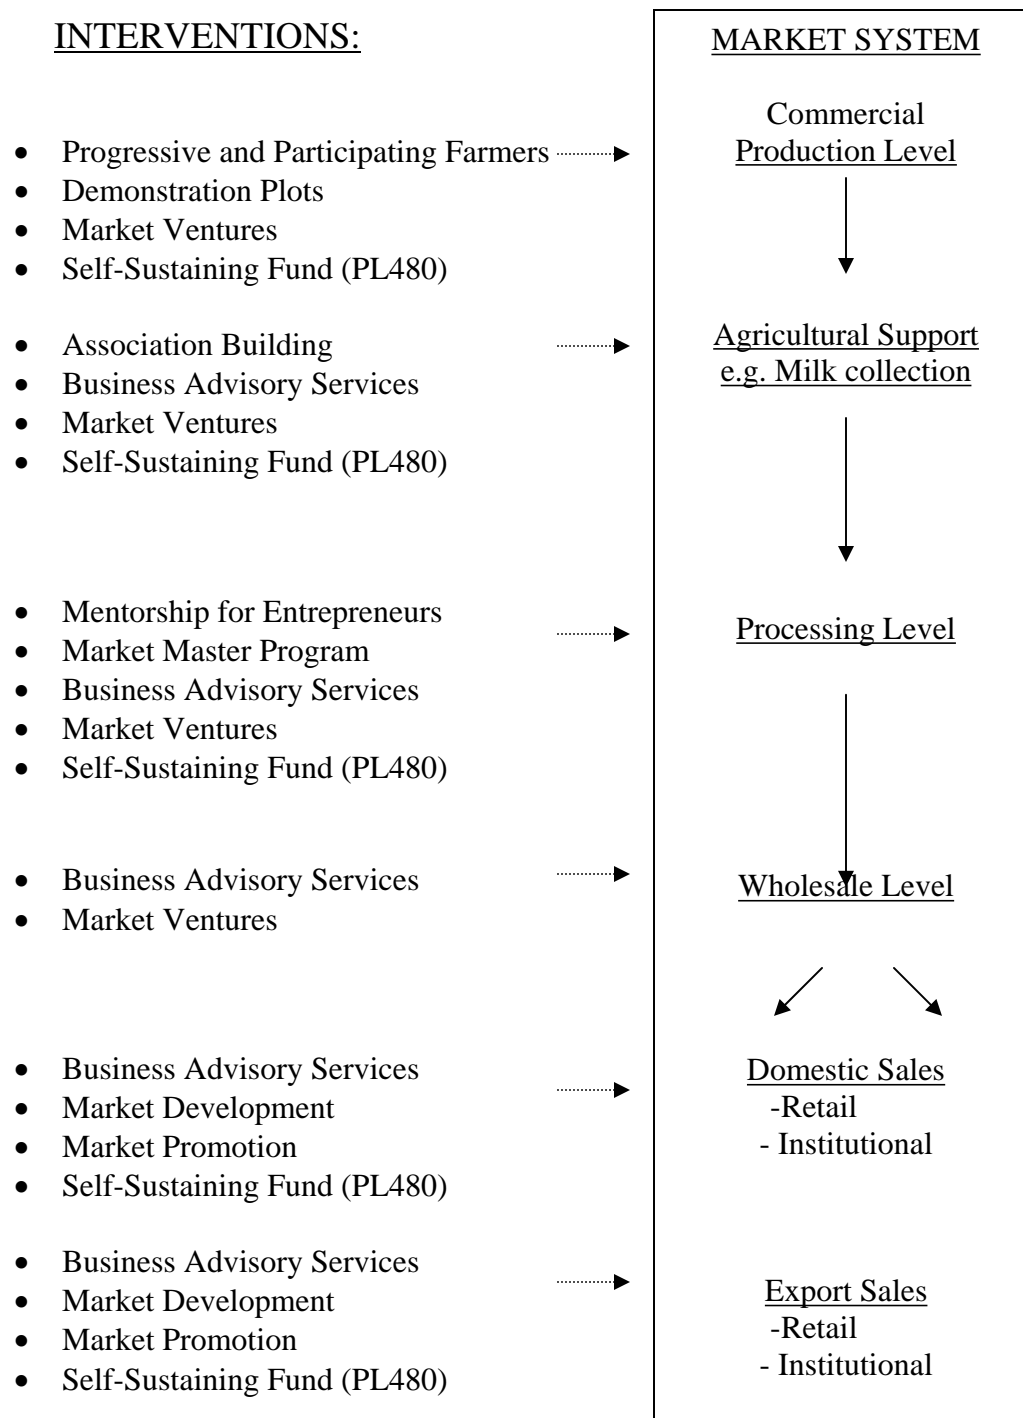 INTERVENTIONS:
MARKET SYSTEM
Commercial
Production Level
• Progressive and Participating Farmers
• Demonstration Plots
• Market Ventures
• Self-Sustaining Fund (PL480)
Agricultural Support
e.g. Milk collection
• Association Building
• Business Advisory Services
• Market Ventures
• Self-Sustaining Fund (PL480)
• Mentorship for Entrepreneurs
• Market Master Program
• Business Advisory Services
• Market Ventures
• Self-Sustaining Fund (PL480)
Processing Level
• Business Advisory Services
• Market Ventures
Wholesale Level
• Business Advisory Services
• Market Development
• Market Promotion
• Self-Sustaining Fund (PL480)
Domestic Sales
-Retail
- Institutional
• Business Advisory Services
• Market Development
• Market Promotion
• Self-Sustaining Fund (PL480)
Export Sales
-Retail
- Institutional